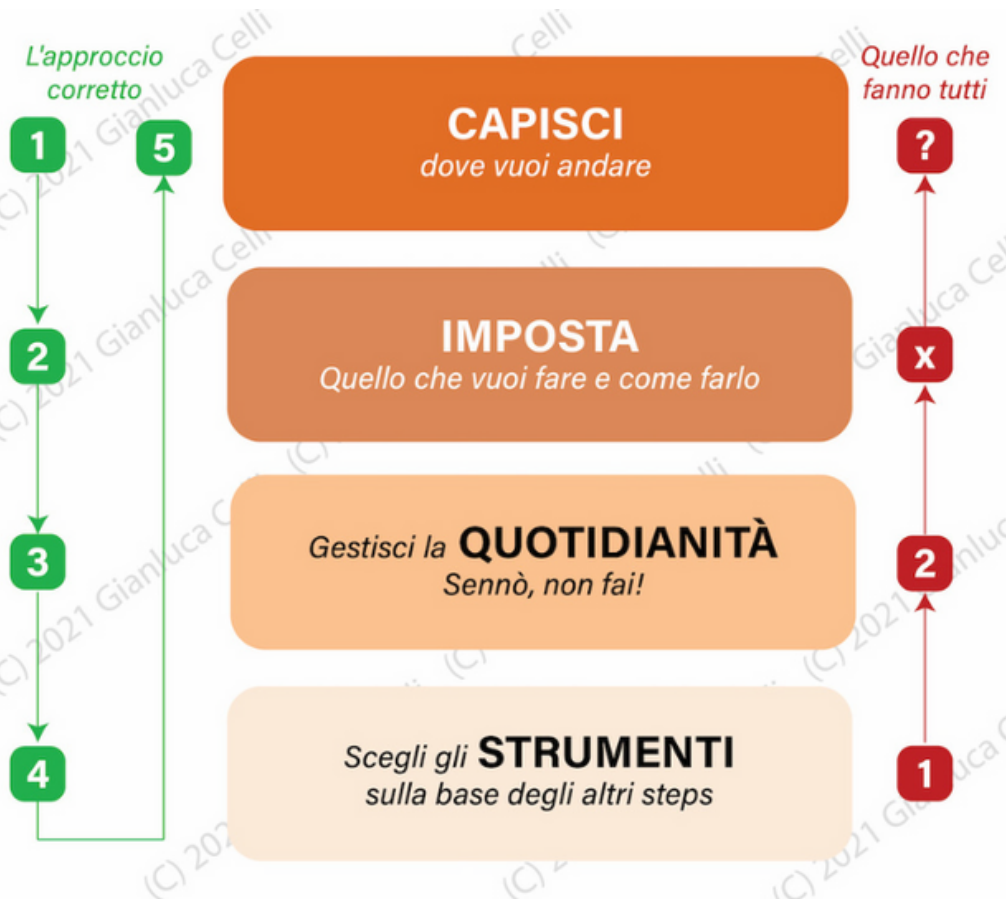 L'approccio
corretto
Quello che
fanno tutti
1
5
CAPISCI
dove vuoi andare
?
2
IMPOSTA
Quello che vuoi fare e come farlo
x
3
Gestisci la QUOTIDIANITÀ
Sennò, non fai!
2
4
Scegli gli STRUMENTI
sulla base degli altri steps
1
(C) 2021 Gianluca Celli